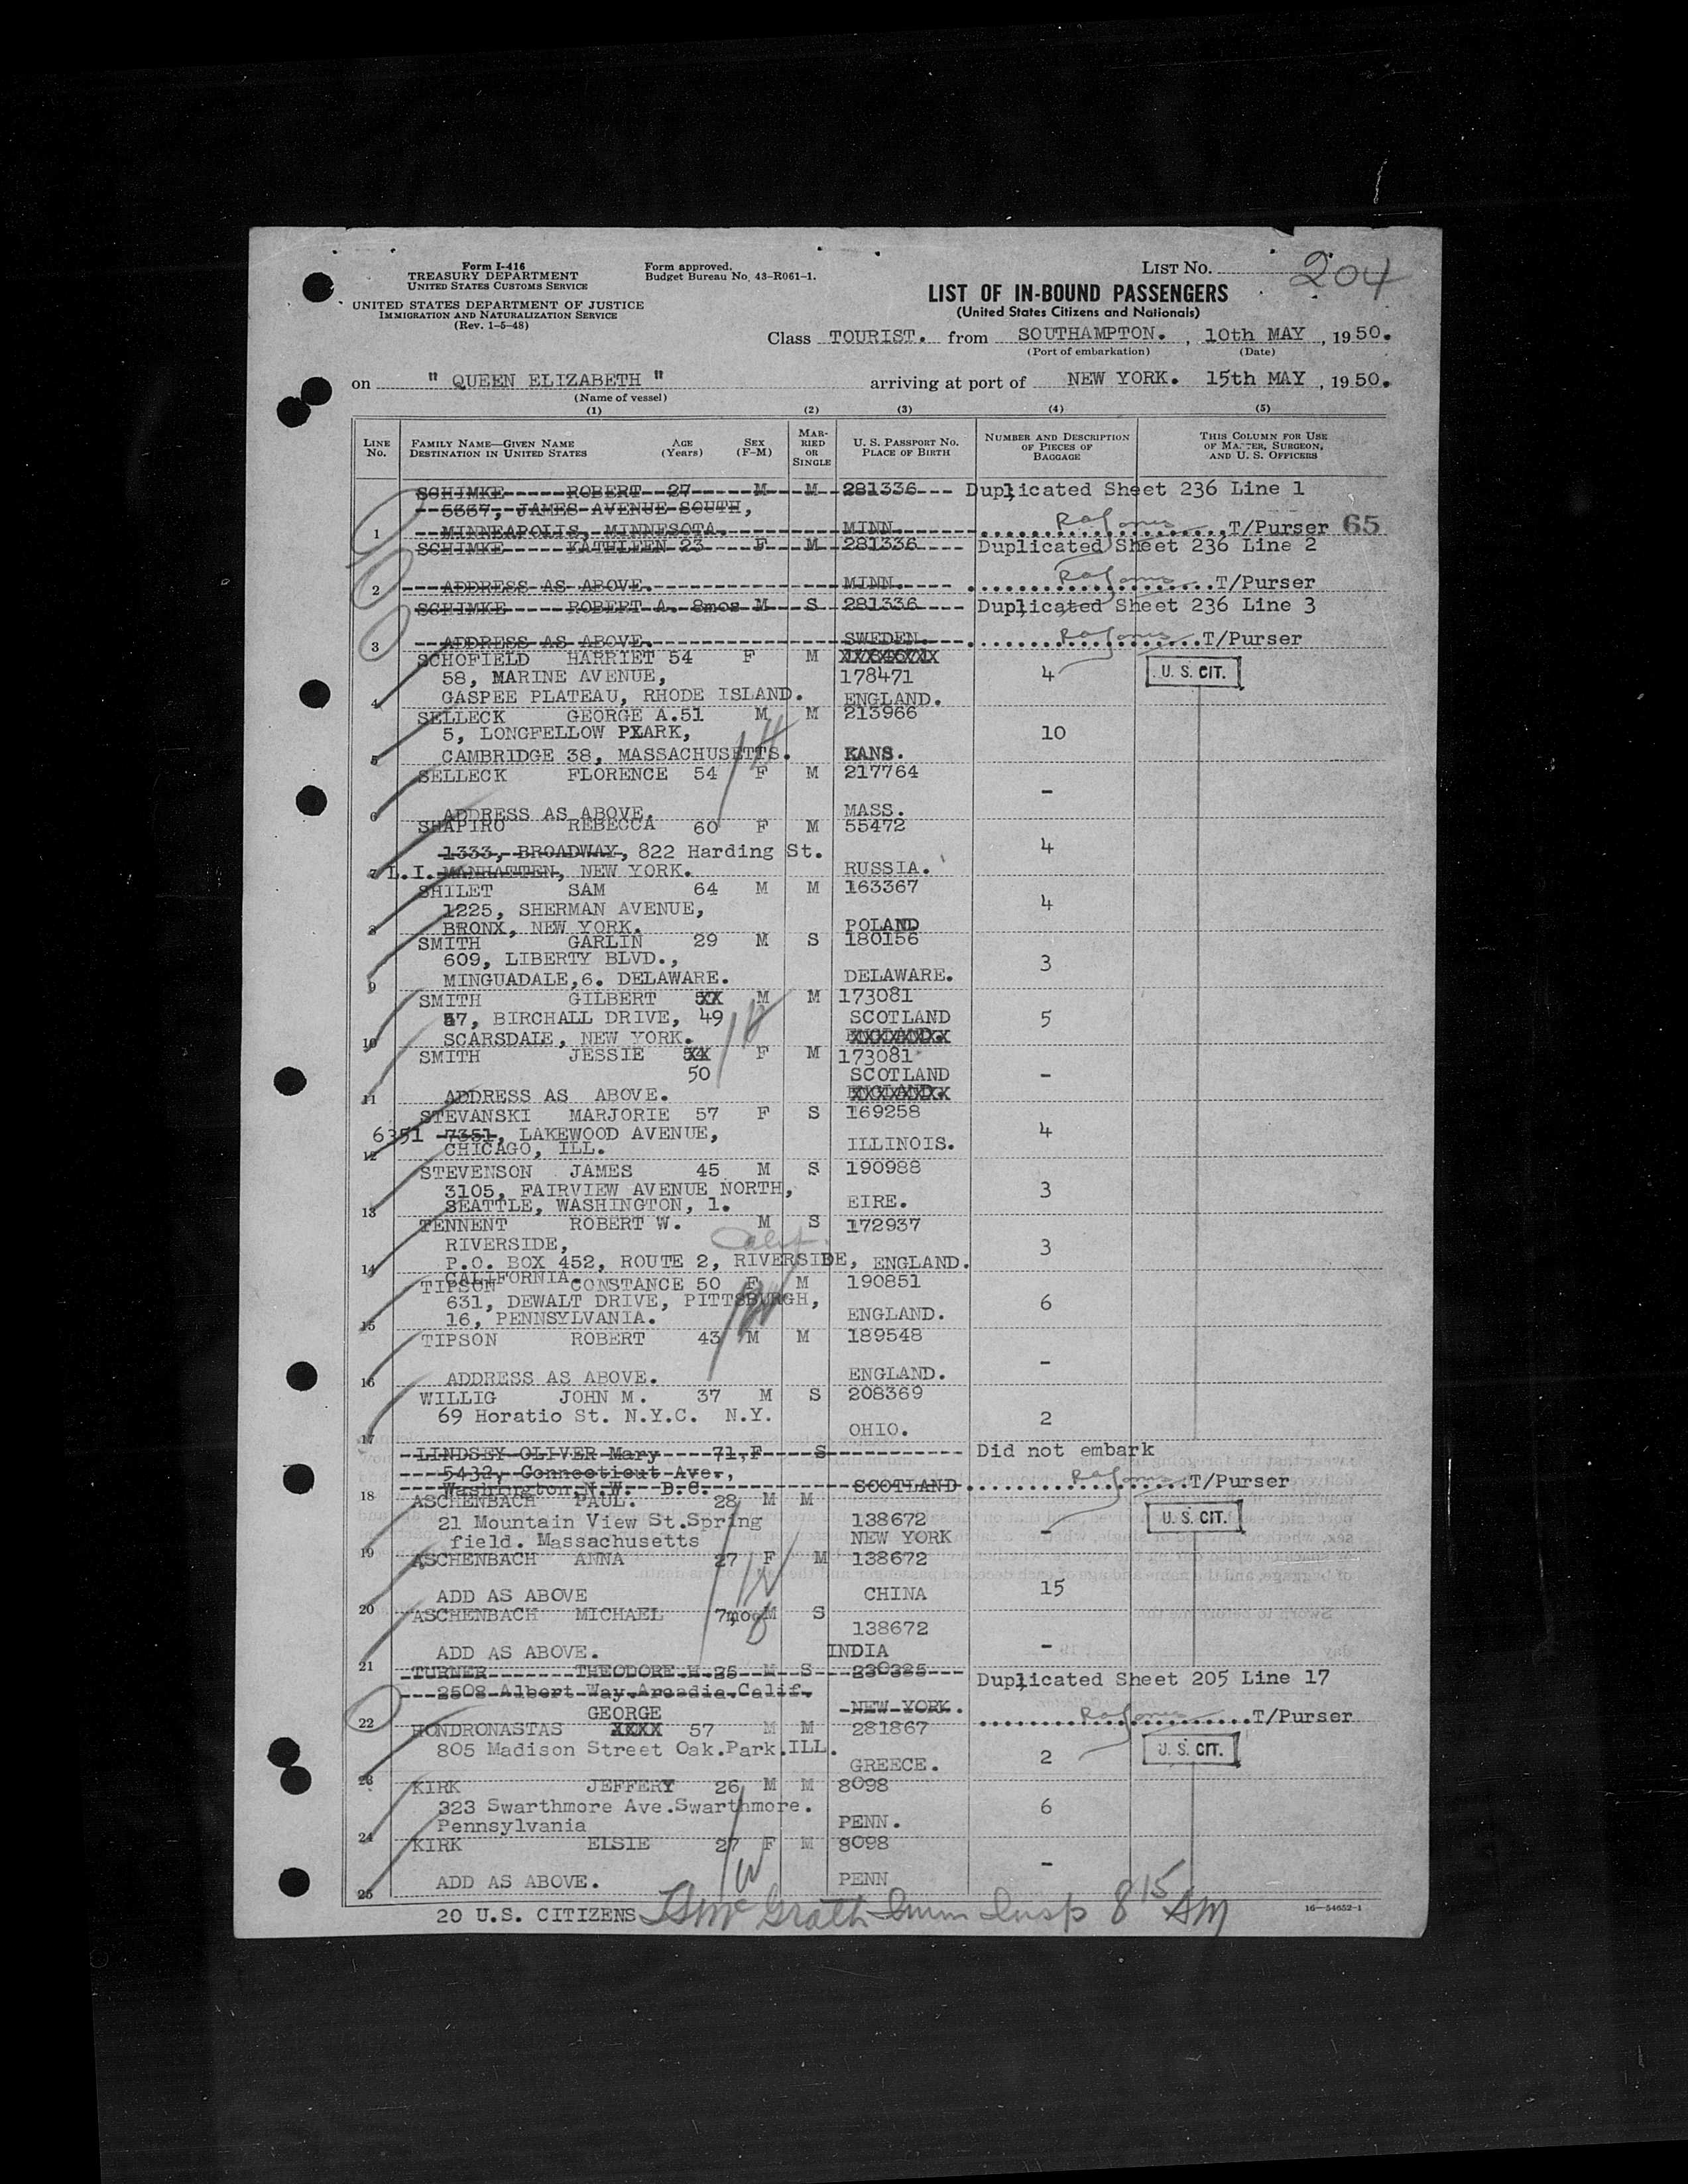 Form I-416
TREASURY DEPARTMENT
UNITED STATES CUSTOMS SERVICE
UNITED STATES DEPARTMENT OF JUSTICE
IMMIGRATION AND NATURALIZATION SERVICE
(Rev. 1-5-48)
Form approved.
Budget Bureau No. 43-R061-1.
LIST NO. 204
LIST OF IN-BOUND PASSENGERS
(United States Citizens and Nationals)
Class TOURIST. from SOUTHAMPTON. , 10th MAY , 1950.
(Port of embarkation) (Date)
on " QUEEN ELIZABETH " arriving at port of NEW YORK. 15th MAY , 1950.
(Name of vessel)
(1) (2) (3) (4) (5)
LINE NO. FAMILY NAME—GIVEN NAME DESTINATION IN UNITED STATES AGE (Years) SEX (F-M) MARRIED OR SINGLE U. S. PASSPORT NO. PLACE OF BIRTH NUMBER AND DESCRIPTION OF PIECES OF BAGGAGE THIS COLUMN FOR USE OF MASTER, SURGEON, AND U. S. OFFICERS
SCHIMKE ROBERT 27 M M 281336 Duplicated Sheet 236 Line 1
5337, JAMES AVENUE SOUTH,
1 MINNEAPOLIS, MINNESOTA. MINN. T/Purser 65
SCHIMKE KATHLEEN 23 F M 281336 Duplicated Sheet 236 Line 2
2 ADDRESS AS ABOVE. MINN. T/Purser
SCHIMKE ROBERT A. 8mos M S 281336 Duplicated Sheet 236 Line 3
3 ADDRESS AS ABOVE. SWEDEN. T/Purser
SCHOFIELD HARRIET 54 F M
58, MARINE AVENUE, 178471 4 U. S. CIT.
4 GASPEE PLATEAU, RHODE ISLAND. ENGLAND.
SELLECK GEORGE A. 51 M M 213966
5, LONGFELLOW PXARK, 10
5 CAMBRIDGE 38, MASSACHUSETTS. KANS.
SELLECK FLORENCE 54 F M 217764
-
6 ADDRESS AS ABOVE. MASS.
SHAPIRO REBECCA 60 F M 55472
1333, BROADWAY, 822 Harding St. 4
7 L.I. MANHATTEN, NEW YORK. RUSSIA.
SHILET SAM 64 M M 163367
1225, SHERMAN AVENUE, 4
8 BRONX, NEW YORK. POLAND
SMITH GARLIN 29 M S 180156
609, LIBERTY BLVD., 3
9 MINGUADALE,6. DELAWARE. DELAWARE.
SMITH GILBERT M M 173081
57, BIRCHALL DRIVE, 49 SCOTLAND 5
10 SCARSDALE, NEW YORK.
SMITH JESSIE F M 173081
50 SCOTLAND -
11 ADDRESS AS ABOVE.
STEVANSKI MARJORIE 57 F S 169258
6351 7351, LAKEWOOD AVENUE, 4
12 CHICAGO, ILL. ILLINOIS.
STEVENSON JAMES 45 M S 190988
3105, FAIRVIEW AVENUE NORTH, 3
13 SEATTLE, WASHINGTON, 1. EIRE.
TENNENT ROBERT W. M S 172937
RIVERSIDE, Calif. 3
14 P.O. BOX 452, ROUTE 2, RIVERSIDE, ENGLAND.
CALIFORNIA.
TIPSON CONSTANCE 50 F M 190851
631, DEWALT DRIVE, PITTSBURGH, 6
15 16, PENNSYLVANIA. ENGLAND.
TIPSON ROBERT 43 M M 189548
-
16 ADDRESS AS ABOVE. ENGLAND.
WILLIG JOHN M. 37 M S 208369
69 Horatio St. N.Y.C. N.Y. 2
17 OHIO.
LINDSEY OLIVER Mary 71, F S Did not embark
5432, Connecticut Ave.,
18 Washington,N.W. D.C. SCOTLAND T/Purser
ASCHENBACH PAUL. 28 M M
21 Mountain View St.Spring 138672 - U. S. CIT.
19 field. Massachusetts NEW YORK
ASCHENBACH ANNA 27 F M 138672
20 ADD AS ABOVE CHINA 15
ASCHENBACH MICHAEL 7mos M S
138672
21 ADD AS ABOVE. INDIA -
TURNER THEODORE.H.25 M S 230325 Duplicated Sheet 205 Line 17
2508 Albert Way.Arcadia.Calif.
22 GEORGE NEW YORK. T/Purser
HONDRONASTAS XXXX 57 M M 281867
805 Madison Street Oak.Park.ILL. 2 U. S. CIT.
23 GREECE.
KIRK JEFFERY 26 M M 8098
323 Swarthmore Ave.Swarthmore. 6
24 Pennsylvania PENN.
KIRK ELSIE 27 F M 8098
-
25 ADD AS ABOVE. PENN
20 U.S. CITIZENS McGrath Imm Insp 8 15 AM
16—54652-1